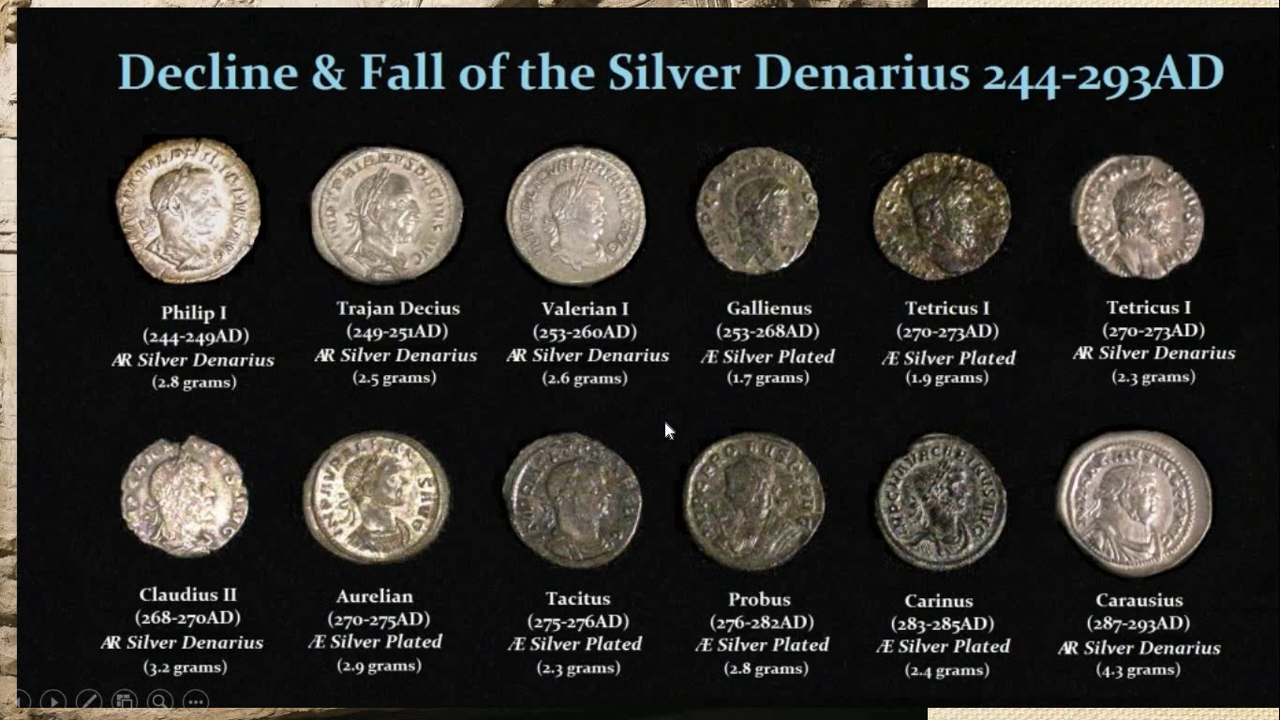 Decline & Fall of the Silver Denarius 244-293AD
Philip I
(244-249AD)
AR Silver Denarius
(2.8 grams)
Trajan Decius
(249-251AD)
AR Silver Denarius
(2.5 grams)
Valerian I
(253-260AD)
AR Silver Denarius
(2.6 grams)
Gallienus
(253-268AD)
Æ Silver Plated
(1.7 grams)
Tetricus I
(270-273AD)
Æ Silver Plated
(1.9 grams)
Tetricus I
(270-273AD)
AR Silver Denarius
(2.3 grams)
Claudius II
(268-270AD)
AR Silver Denarius
(3.2 grams)
Aurelian
(270-275AD)
Æ Silver Plated
(2.9 grams)
Tacitus
(275-276AD)
Æ Silver Plated
(2.3 grams)
Probus
(276-282AD)
Æ Silver Plated
(2.8 grams)
Carinus
(283-285AD)
Æ Silver Plated
(2.4 grams)
Carausius
(287-293AD)
AR Silver Denarius
(4.3 grams)